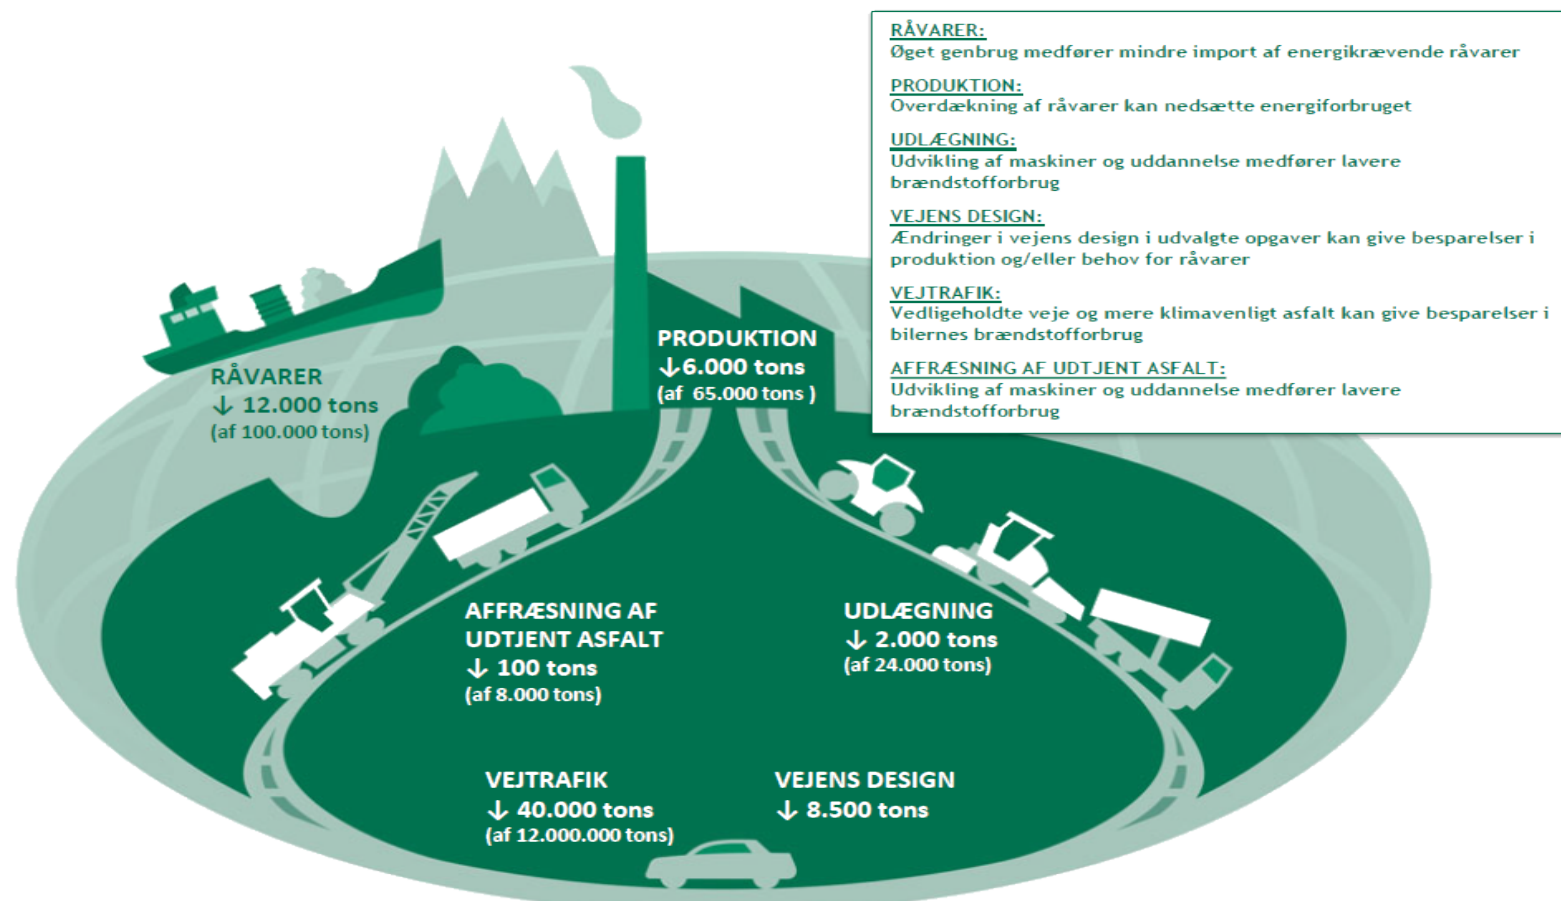 RÅVARER:
Øget genbrug medfører mindre import af energikrævende råvarer
PRODUKTION:
Overdækning af råvarer kan nedsætte energiforbruget
UDLÆGNING:
Udvikling af maskiner og uddannelse medfører lavere
brændstofforbrug
VEJENS DESIGN:
Ændringer i vejens design i udvalgte opgaver kan give besparelser i
produktion og/eller behov for råvarer
VEJTRAFIK:
Vedligeholdte veje og mere klimavenligt asfalt kan give besparelser i
bilernes brændstofforbrug
AFFRÆSNING AF UDTJENT ASFALT:
Udvikling af maskiner og uddannelse medfører lavere
brændstofforbrug
PRODUKTION
↓6.000 tons
(af 65.000 tons )
RÅVARER
↓ 12.000 tons
(af 100.000 tons)
AFFRÆSNING AF
UDTJENT ASFALT
↓ 100 tons
(af 8.000 tons)
UDLÆGNING
↓ 2.000 tons
(af 24.000 tons)
VEJTRAFIK
↓ 40.000 tons
(af 12.000.000 tons)
VEJENS DESIGN
↓ 8.500 tons